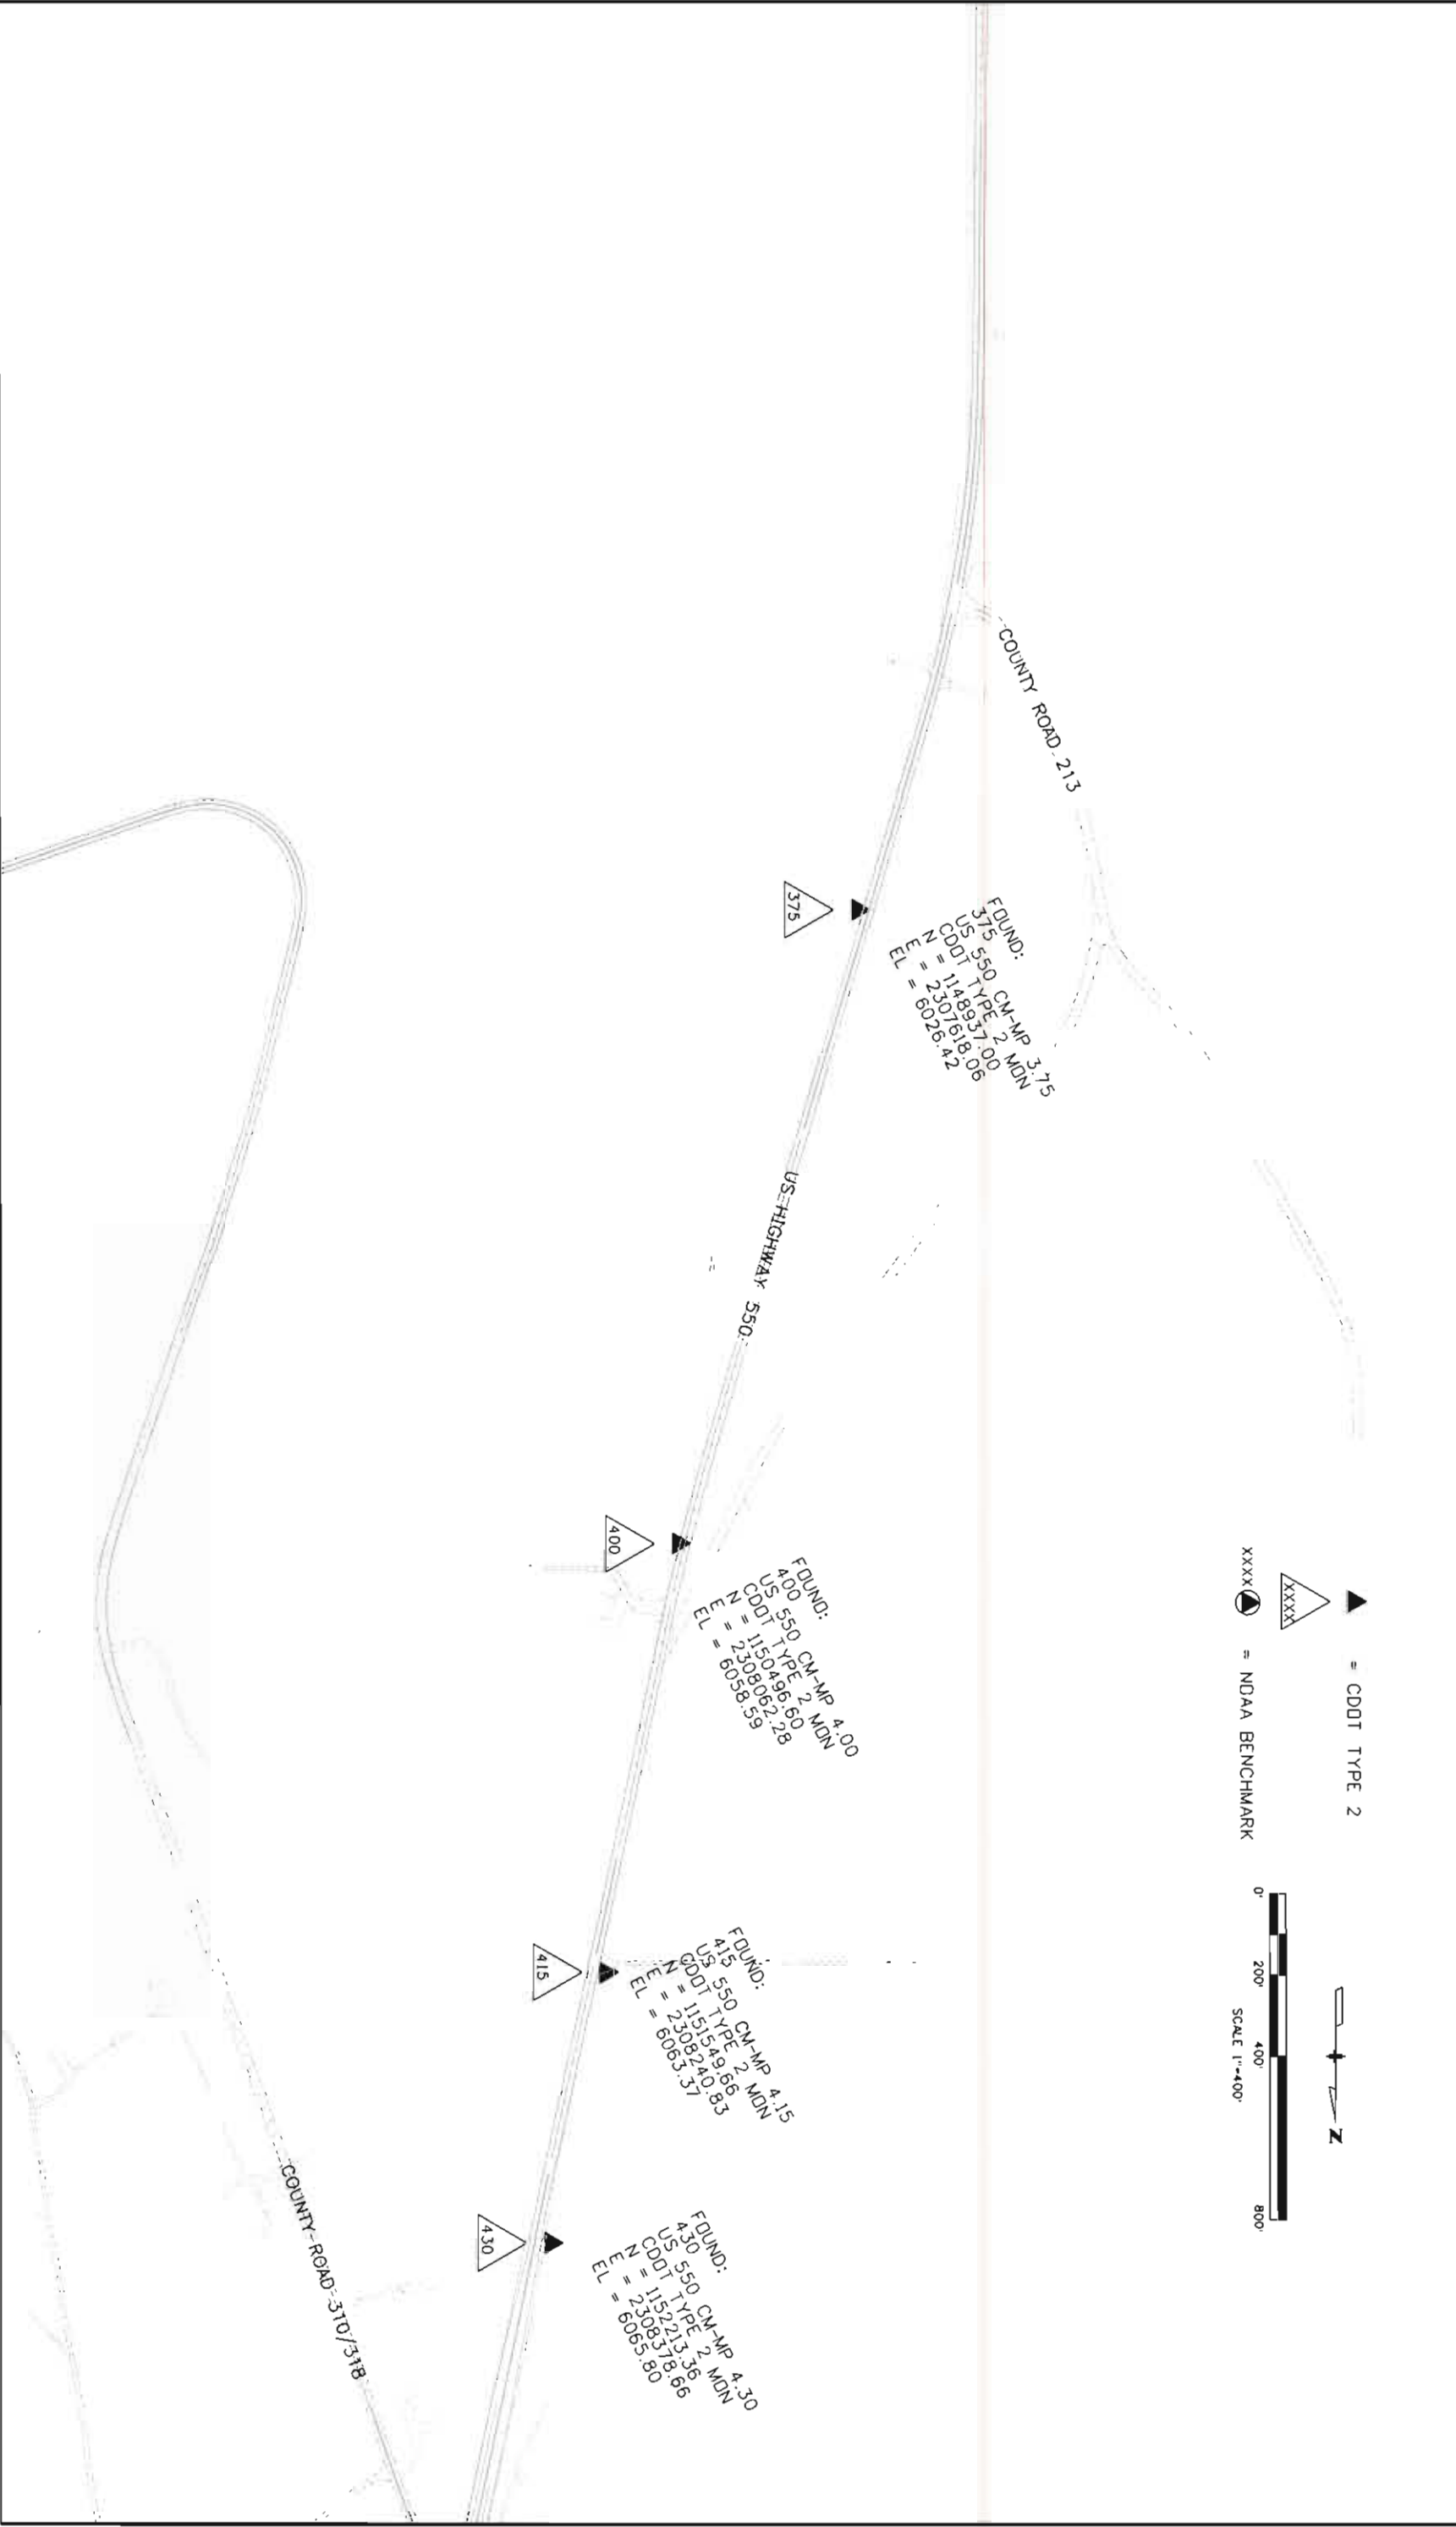 COUNTY ROAD 213
FOUND:
375
US 550 CM-MP 3.75
CDOT TYPE 2 MON
N = 1148937.00
E = 2307618.06
EL = 6026.42
375
US HIGHWAY 550
FOUND:
400
US 550 CM-MP 4.00
CDOT TYPE 2 MON
N = 1150496.60
E = 2308062.28
EL = 6058.59
400
FOUND:
415
US 550 CM-MP 4.15
CDOT TYPE 2 MON
N = 1151549.66
E = 2308240.83
EL = 6063.37
415
FOUND:
430
US 550 CM-MP 4.30
CDOT TYPE 2 MON
N = 1152213.36
E = 2308378.66
EL = 6065.80
430
COUNTY ROAD 310/318
= CDOT TYPE 2
XXXX
XXXX = NOAA BENCHMARK
N
0' 200' 400' 800'
SCALE 1"=400'